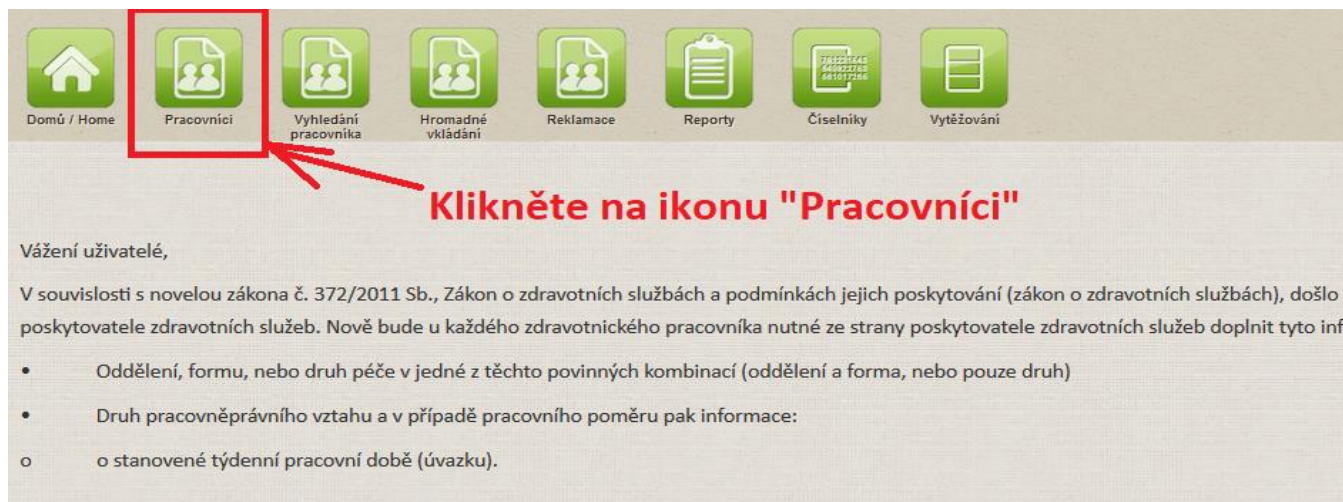 Domů / Home
Pracovníci
Vyhledání
pracovníka
Hromadné
vkládání
Reklamace
Reporty
Číselníky
Vytěžování
Klikněte na ikonu "Pracovníci"
Vážení uživatelé,
V souvislosti s novelou zákona č. 372/2011 Sb., Zákon o zdravotních službách a podmínkách jejich poskytování (zákon o zdravotních službách), došlo
poskytovatele zdravotních služeb. Nově bude u každého zdravotnického pracovníka nutné ze strany poskytovatele zdravotních služeb doplnit tyto inf
• Oddělení, formu, nebo druh péče v jedné z těchto povinných kombinací (oddělení a forma, nebo pouze druh)
• Druh pracovněprávního vztahu a v případě pracovního poměru pak informace:
o o stanovené týdenní pracovní době (úvazku).